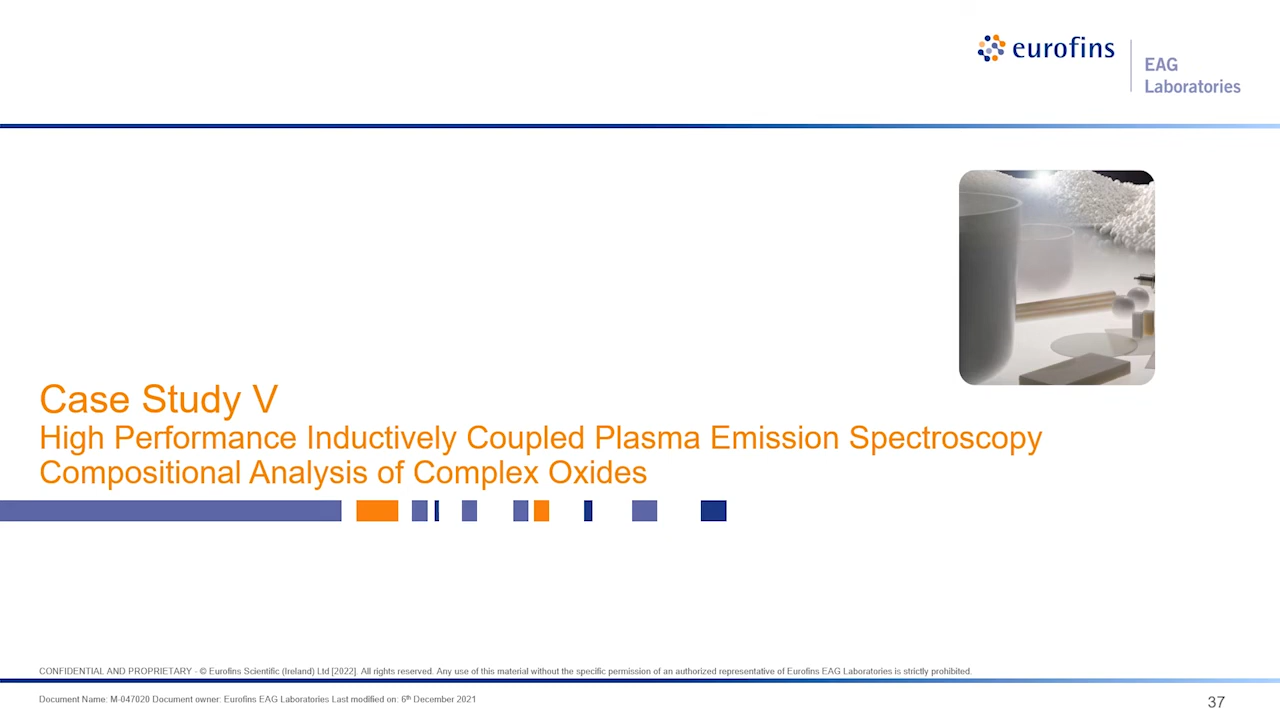 eurofins
EAG
Laboratories
Case Study V
High Performance Inductively Coupled Plasma Emission Spectroscopy
Compositional Analysis of Complex Oxides
CONFIDENTIAL AND PROPRIETARY - © Eurofins Scientific (Ireland) Ltd [2022]. All rights reserved. Any use of this material without the specific permission of an authorized representative of Eurofins EAG Laboratories is strictly prohibited.
Document Name: M-047020 Document owner: Eurofins EAG Laboratories Last modified on: 6th December 2021
37